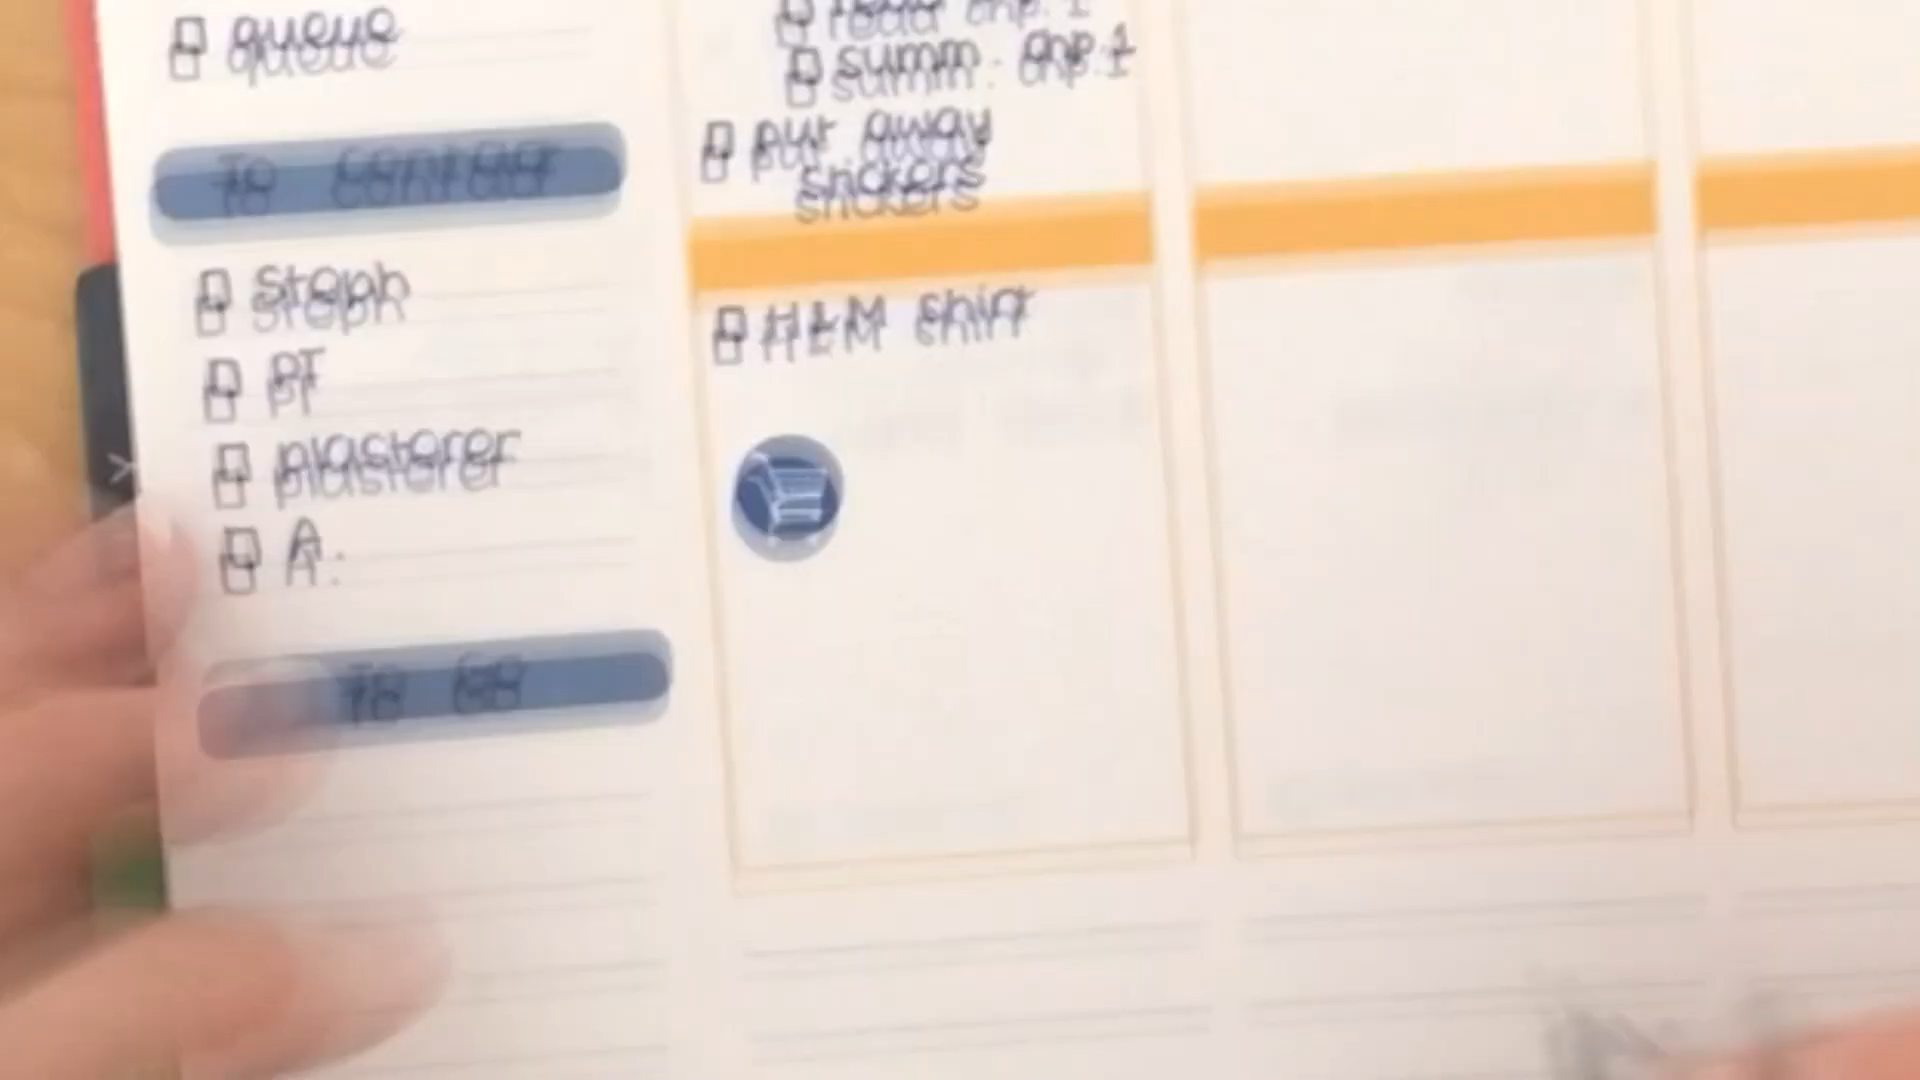 queue
To Contact
Steph
PT
plasterer
A.
To Go
read chp. 1
summ. chp. 1
put away
stickers
H&M shirt